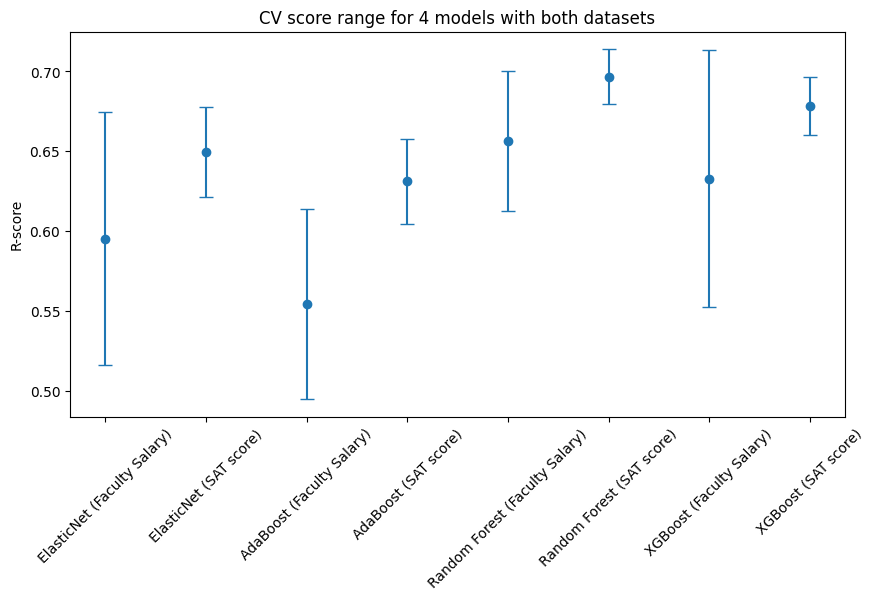 CV score range for 4 models with both datasets
R-score
0.70
0.65
0.60
0.55
0.50
ElasticNet (Faculty Salary)
ElasticNet (SAT score)
AdaBoost (Faculty Salary)
AdaBoost (SAT score)
Random Forest (Faculty Salary)
Random Forest (SAT score)
XGBoost (Faculty Salary)
XGBoost (SAT score)